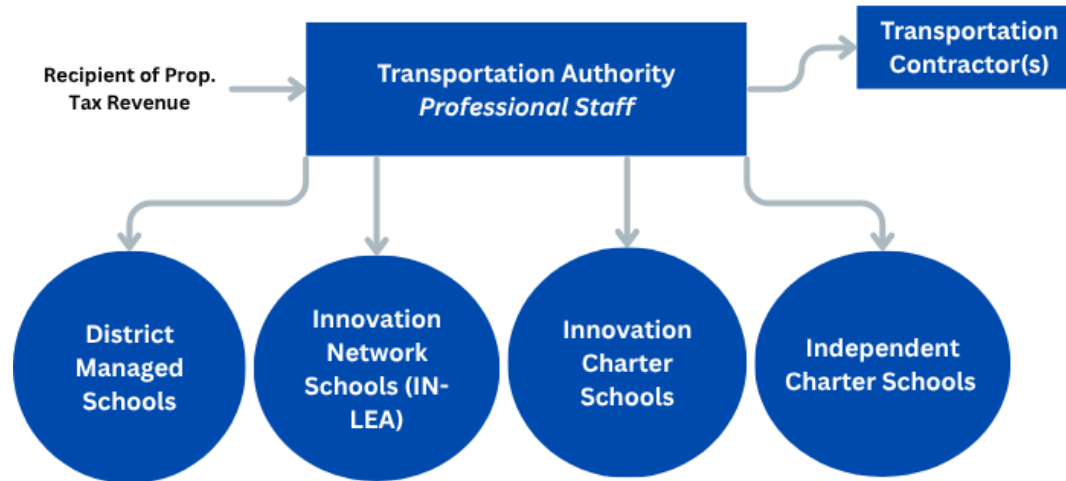 Recipient of Prop.
Tax Revenue
Transportation Authority
Professional Staff
Transportation
Contractor(s)
District
Managed
Schools
Innovation
Network
Schools (IN-
LEA)
Innovation
Charter
Schools
Independent
Charter Schools